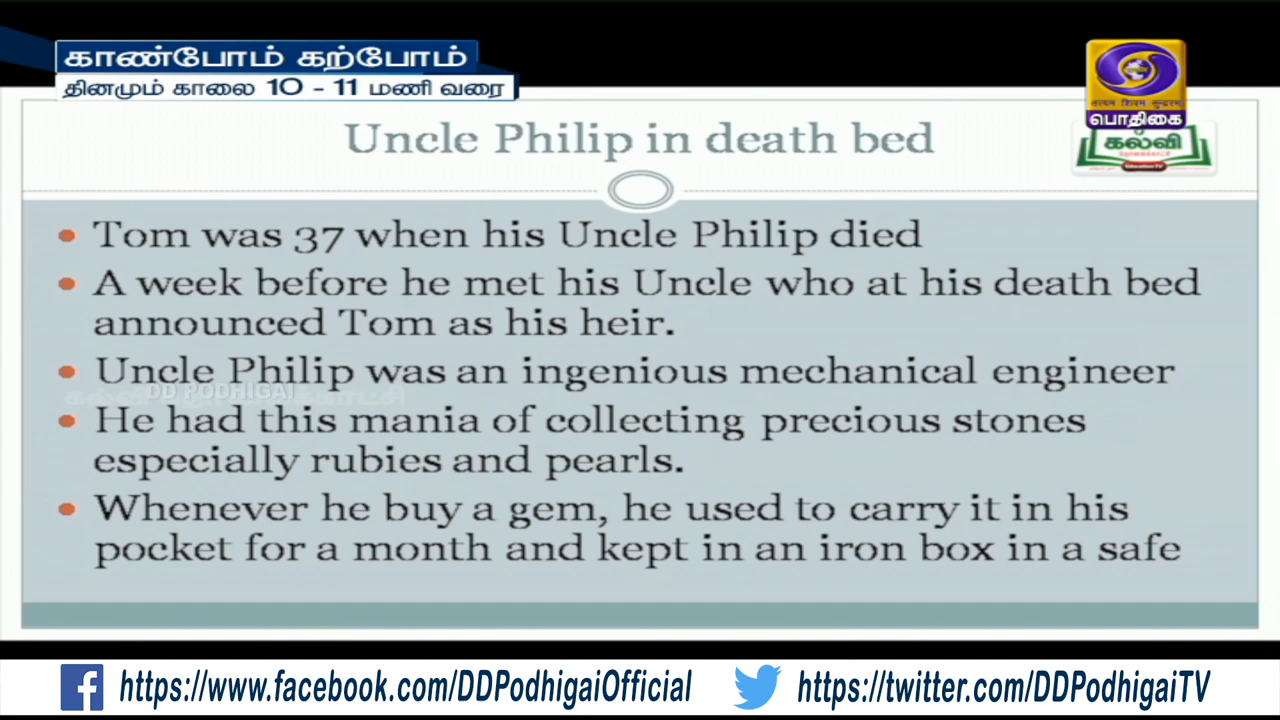 காண்போம் கற்போம்
தினமும் காலை 10 - 11 மணி வரை
பொதிகை
கல்வி
Uncle Philip in death bed
Tom was 37 when his Uncle Philip died
A week before he met his Uncle who at his death bed
announced Tom as his heir.
Uncle Philip was an ingenious mechanical engineer
DD PODHIGAI
He had this mania of collecting precious stones
especially rubies and pearls.
Whenever he buy a gem, he used to carry it in his
pocket for a month and kept in an iron box in a safe
https://www.facebook.com/DDPodhigaiOfficial
https://twitter.com/DDPodhigaiTV